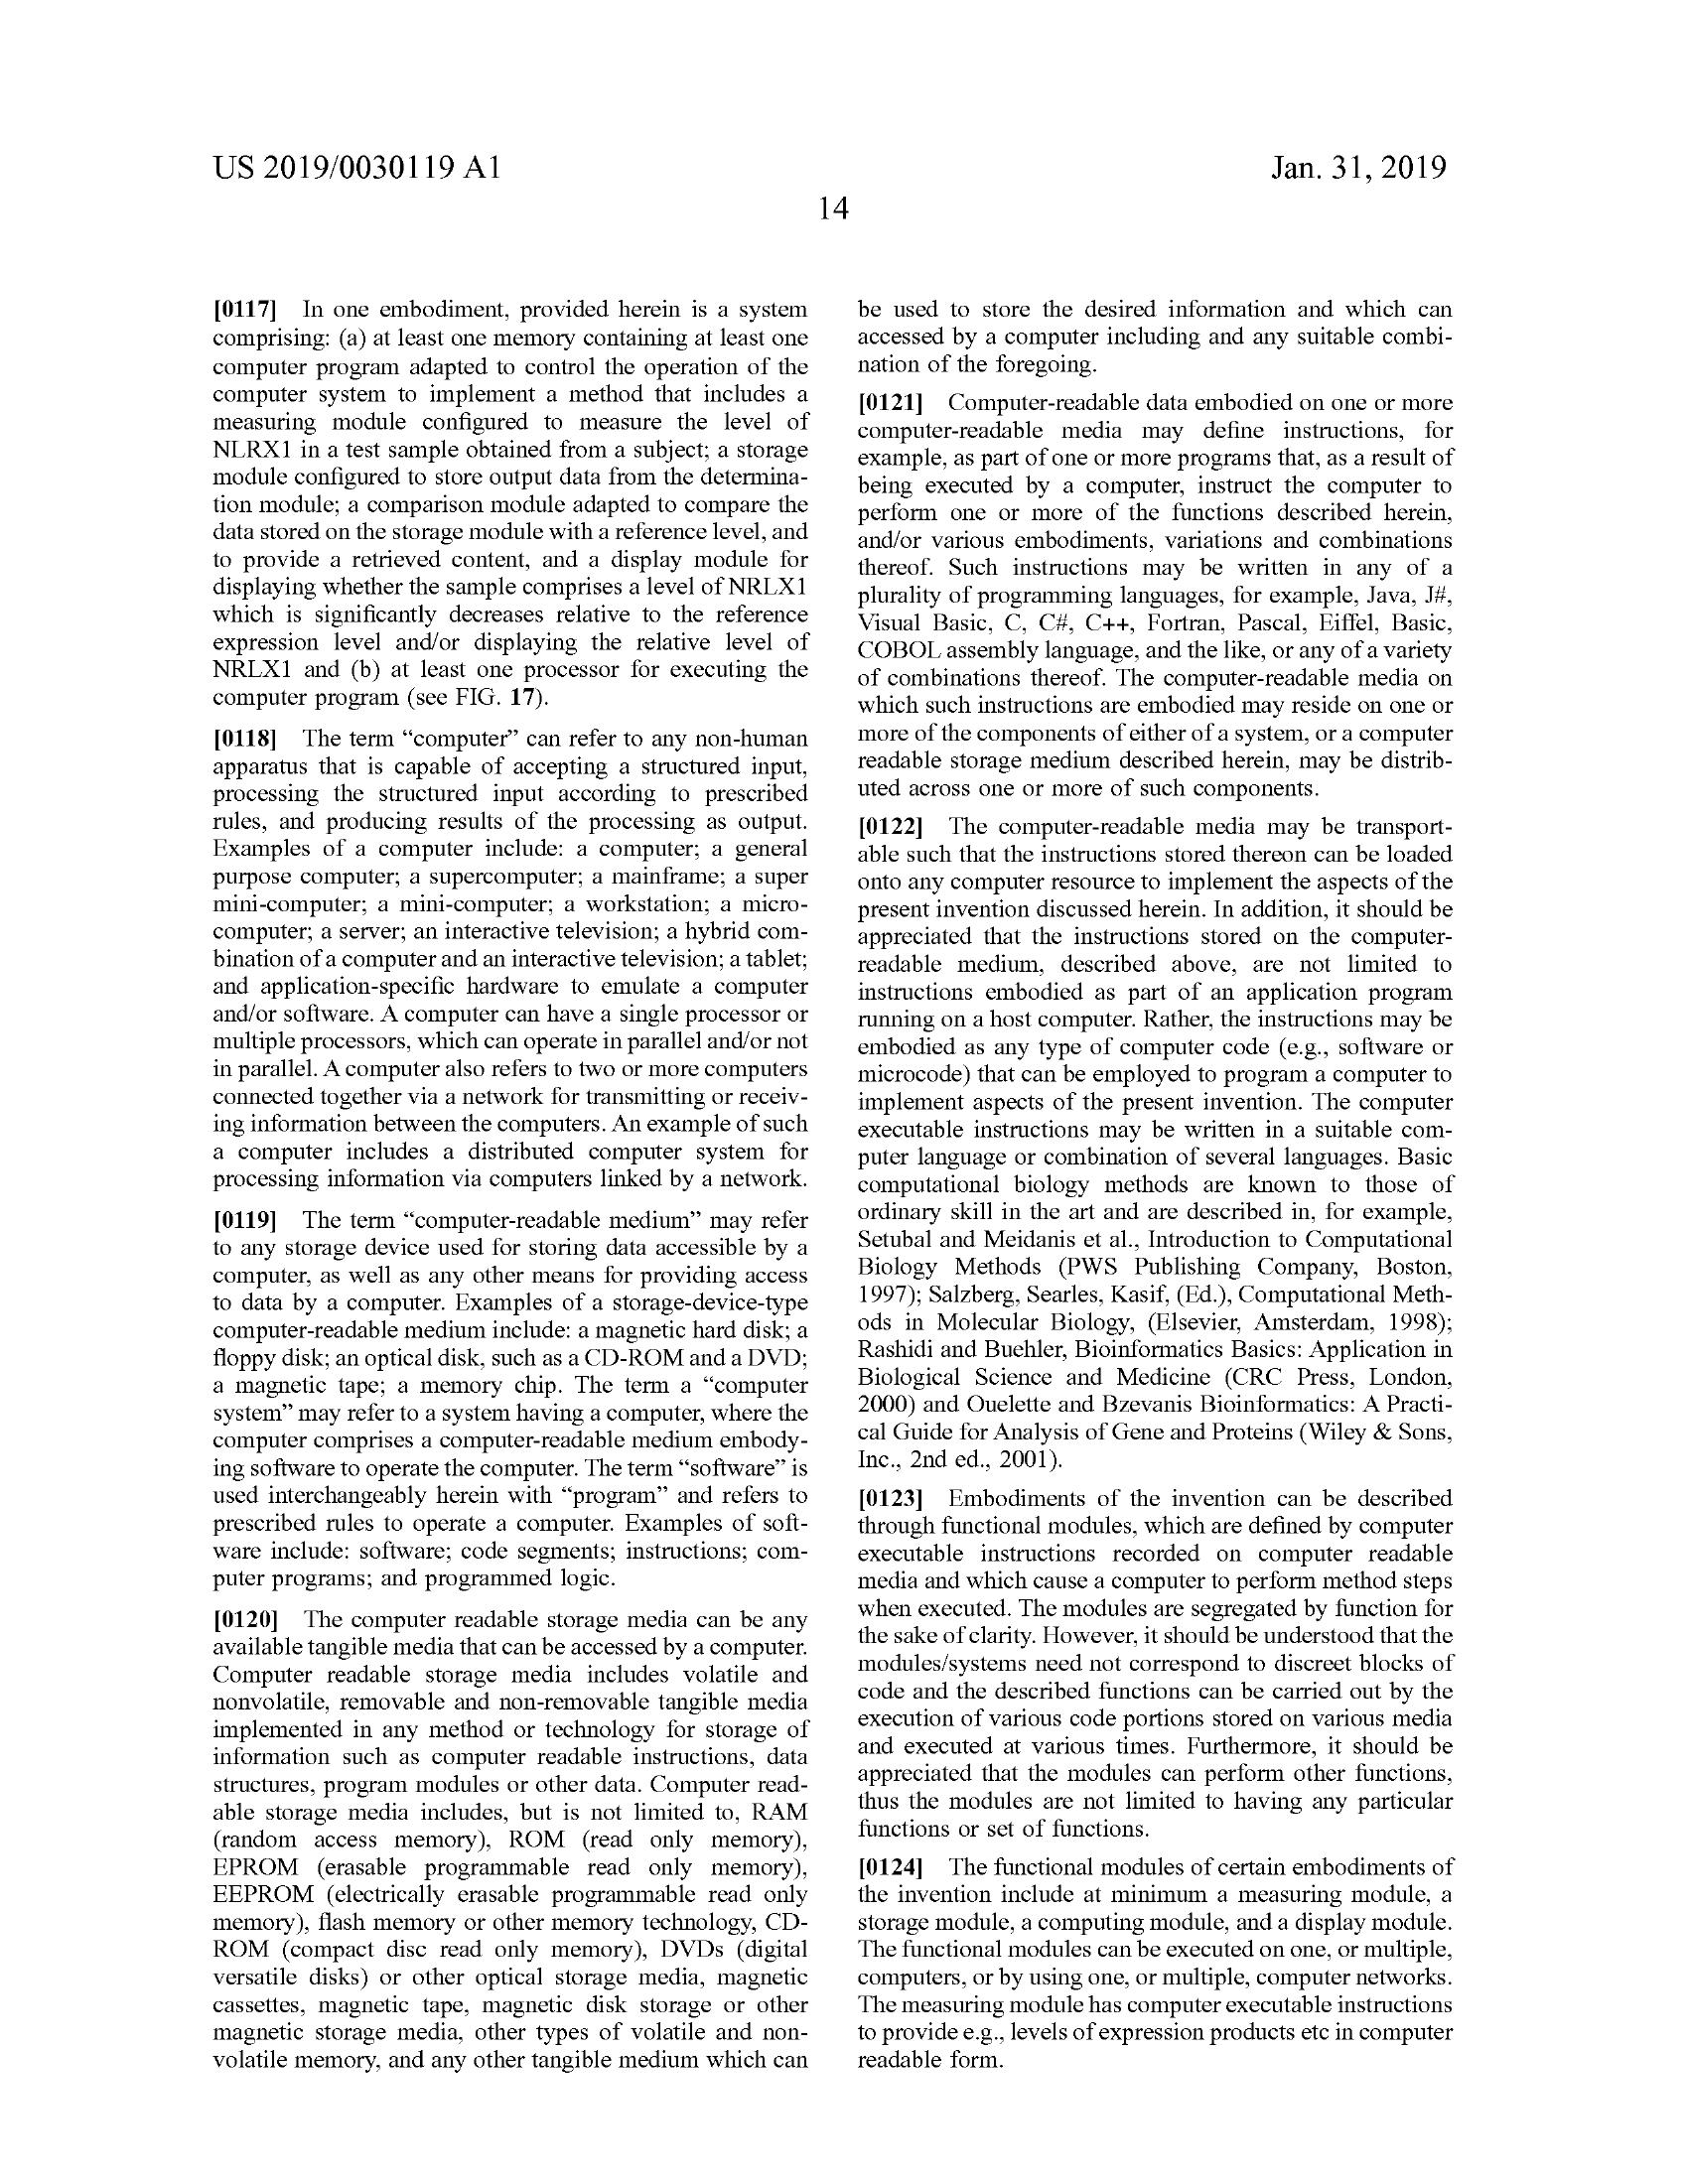 US 2019/0030119 A1
Jan. 31, 2019
14
[0117] In one embodiment, provided herein is a system
comprising: (a) at least one memory containing at least one
computer program adapted to control the operation of the
computer system to implement a method that includes a
measuring module configured to measure the level of
NLRX1 in a test sample obtained from a subject; a storage
module configured to store output data from the determina-
tion module; a comparison module adapted to compare the
data stored on the storage module with a reference level, and
to provide a retrieved content, and a display module for
displaying whether the sample comprises a level of NRLX1
which is significantly decreases relative to the reference
expression level and/or displaying the relative level of
NRLX1 and (b) at least one processor for executing the
computer program (see FIG. 17).
[0118] The term “computer” can refer to any non-human
apparatus that is capable of accepting a structured input,
processing the structured input according to prescribed
rules, and producing results of the processing as output.
Examples of a computer include: a computer; a general
purpose computer; a supercomputer; a mainframe; a super
mini-computer; a mini-computer; a workstation; a micro-
computer; a server; an interactive television; a hybrid com-
bination of a computer and an interactive television; a tablet;
and application-specific hardware to emulate a computer
and/or software. A computer can have a single processor or
multiple processors, which can operate in parallel and/or not
in parallel. A computer also refers to two or more computers
connected together via a network for transmitting or receiv-
ing information between the computers. An example of such
a computer includes a distributed computer system for
processing information via computers linked by a network.
[0119] The term “computer-readable medium” may refer
to any storage device used for storing data accessible by a
computer, as well as any other means for providing access
to data by a computer. Examples of a storage-device-type
computer-readable medium include: a magnetic hard disk; a
floppy disk; an optical disk, such as a CD-ROM and a DVD;
a magnetic tape; a memory chip. The term a “computer
system” may refer to a system having a computer, where the
computer comprises a computer-readable medium embody-
ing software to operate the computer. The term “software” is
used interchangeably herein with “program” and refers to
prescribed rules to operate a computer. Examples of soft-
ware include: software; code segments; instructions; com-
puter programs; and programmed logic.
[0120] The computer readable storage media can be any
available tangible media that can be accessed by a computer.
Computer readable storage media includes volatile and
nonvolatile, removable and non-removable tangible media
implemented in any method or technology for storage of
information such as computer readable instructions, data
structures, program modules or other data. Computer read-
able storage media includes, but is not limited to, RAM
(random access memory), ROM (read only memory),
EPROM (erasable programmable read only memory),
EEPROM (electrically erasable programmable read only
memory), flash memory or other memory technology, CD-
ROM (compact disc read only memory), DVDs (digital
versatile disks) or other optical storage media, magnetic
cassettes, magnetic tape, magnetic disk storage or other
magnetic storage media, other types of volatile and non-
volatile memory, and any other tangible medium which can
be used to store the desired information and which can
accessed by a computer including and any suitable combi-
nation of the foregoing.
[0121] Computer-readable data embodied on one or more
computer-readable media may define instructions, for
example, as part of one or more programs that, as a result of
being executed by a computer, instruct the computer to
perform one or more of the functions described herein,
and/or various embodiments, variations and combinations
thereof. Such instructions may be written in any of a
plurality of programming languages, for example, Java, J#,
Visual Basic, C, C#, C++, Fortran, Pascal, Eiffel, Basic,
COBOL assembly language, and the like, or any of a variety
of combinations thereof. The computer-readable media on
which such instructions are embodied may reside on one or
more of the components of either of a system, or a computer
readable storage medium described herein, may be distrib-
uted across one or more of such components.
[0122] The computer-readable media may be transport-
able such that the instructions stored thereon can be loaded
onto any computer resource to implement the aspects of the
present invention discussed herein. In addition, it should be
appreciated that the instructions stored on the computer-
readable medium, described above, are not limited to
instructions embodied as part of an application program
running on a host computer. Rather, the instructions may be
embodied as any type of computer code (e.g., software or
microcode) that can be employed to program a computer to
implement aspects of the present invention. The computer
executable instructions may be written in a suitable com-
puter language or combination of several languages. Basic
computational biology methods are known to those of
ordinary skill in the art and are described in, for example,
Setubal and Meidanis et al., Introduction to Computational
Biology Methods (PWS Publishing Company, Boston,
1997); Salzberg, Searles, Kasif, (Ed.), Computational Meth-
ods in Molecular Biology, (Elsevier, Amsterdam, 1998);
Rashidi and Buehler, Bioinformatics Basics: Application in
Biological Science and Medicine (CRC Press, London,
2000) and Ouelette and Bzevanis Bioinformatics: A Practi-
cal Guide for Analysis of Gene and Proteins (Wiley & Sons,
Inc., 2nd ed., 2001).
[0123] Embodiments of the invention can be described
through functional modules, which are defined by computer
executable instructions recorded on computer readable
media and which cause a computer to perform method steps
when executed. The modules are segregated by function for
the sake of clarity. However, it should be understood that the
modules/systems need not correspond to discreet blocks of
code and the described functions can be carried out by the
execution of various code portions stored on various media
and executed at various times. Furthermore, it should be
appreciated that the modules can perform other functions,
thus the modules are not limited to having any particular
functions or set of functions.
[0124] The functional modules of certain embodiments of
the invention include at minimum a measuring module, a
storage module, a computing module, and a display module.
The functional modules can be executed on one, or multiple,
computers, or by using one, or multiple, computer networks.
The measuring module has computer executable instructions
to provide e.g., levels of expression products etc in computer
readable form.